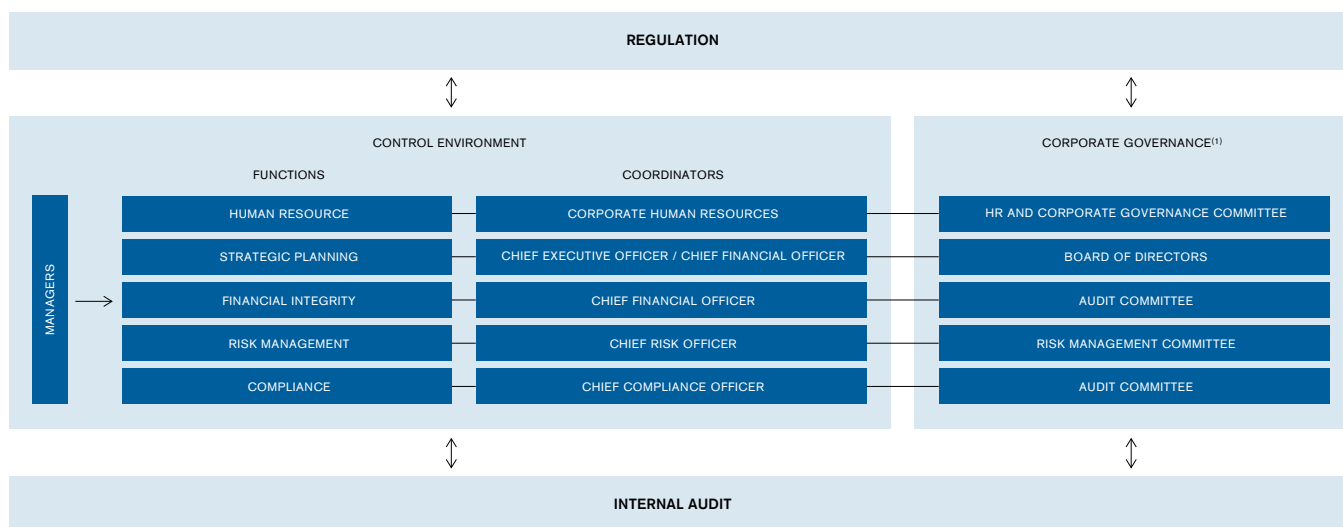 REGULATION
CONTROL ENVIRONMENT
CORPORATE GOVERNANCE(1)
FUNCTIONS
COORDINATORS
MANAGERS
HUMAN RESOURCE
CORPORATE HUMAN RESOURCES
HR AND CORPORATE GOVERNANCE COMMITTEE
STRATEGIC PLANNING
CHIEF EXECUTIVE OFFICER / CHIEF FINANCIAL OFFICER
BOARD OF DIRECTORS
FINANCIAL INTEGRITY
CHIEF FINANCIAL OFFICER
AUDIT COMMITTEE
RISK MANAGEMENT
CHIEF RISK OFFICER
RISK MANAGEMENT COMMITTEE
COMPLIANCE
CHIEF COMPLIANCE OFFICER
AUDIT COMMITTEE
INTERNAL AUDIT